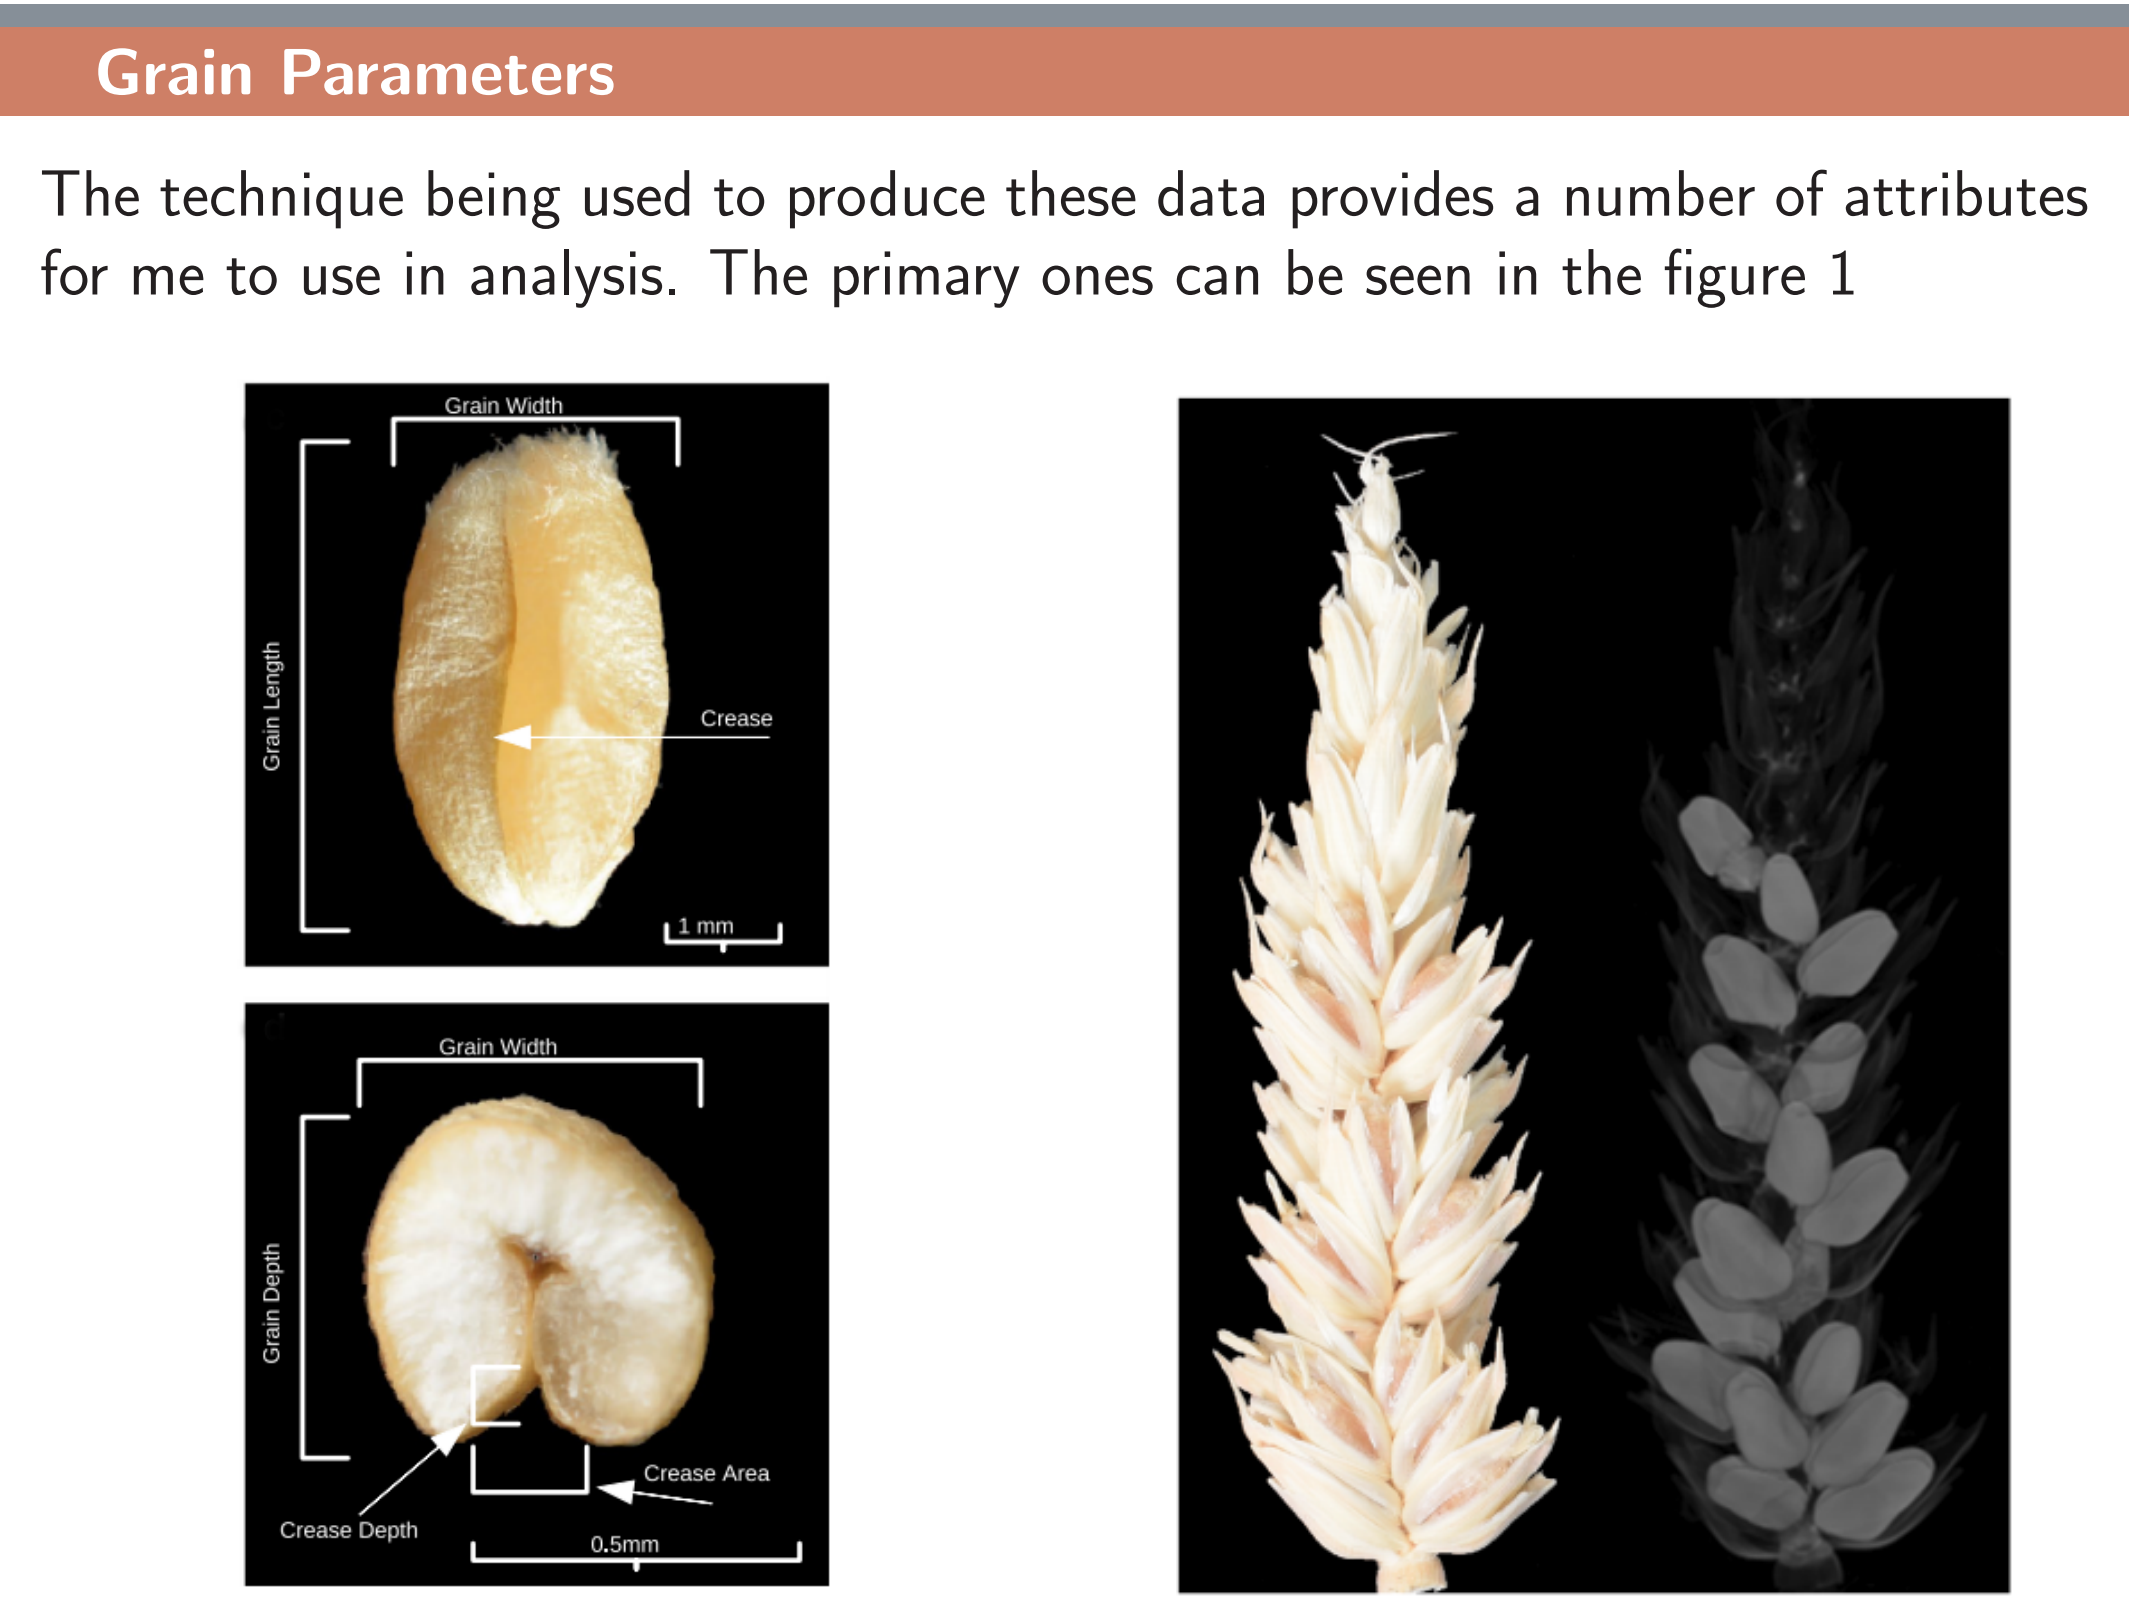 Grain Parameters
The technique being used to produce these data provides a number of attributes
for me to use in analysis. The primary ones can be seen in the figure 1
Grain Width
Grain Length
Crease
1 mm
Grain Width
Grain Depth
Crease Area
Crease Depth
0.5mm